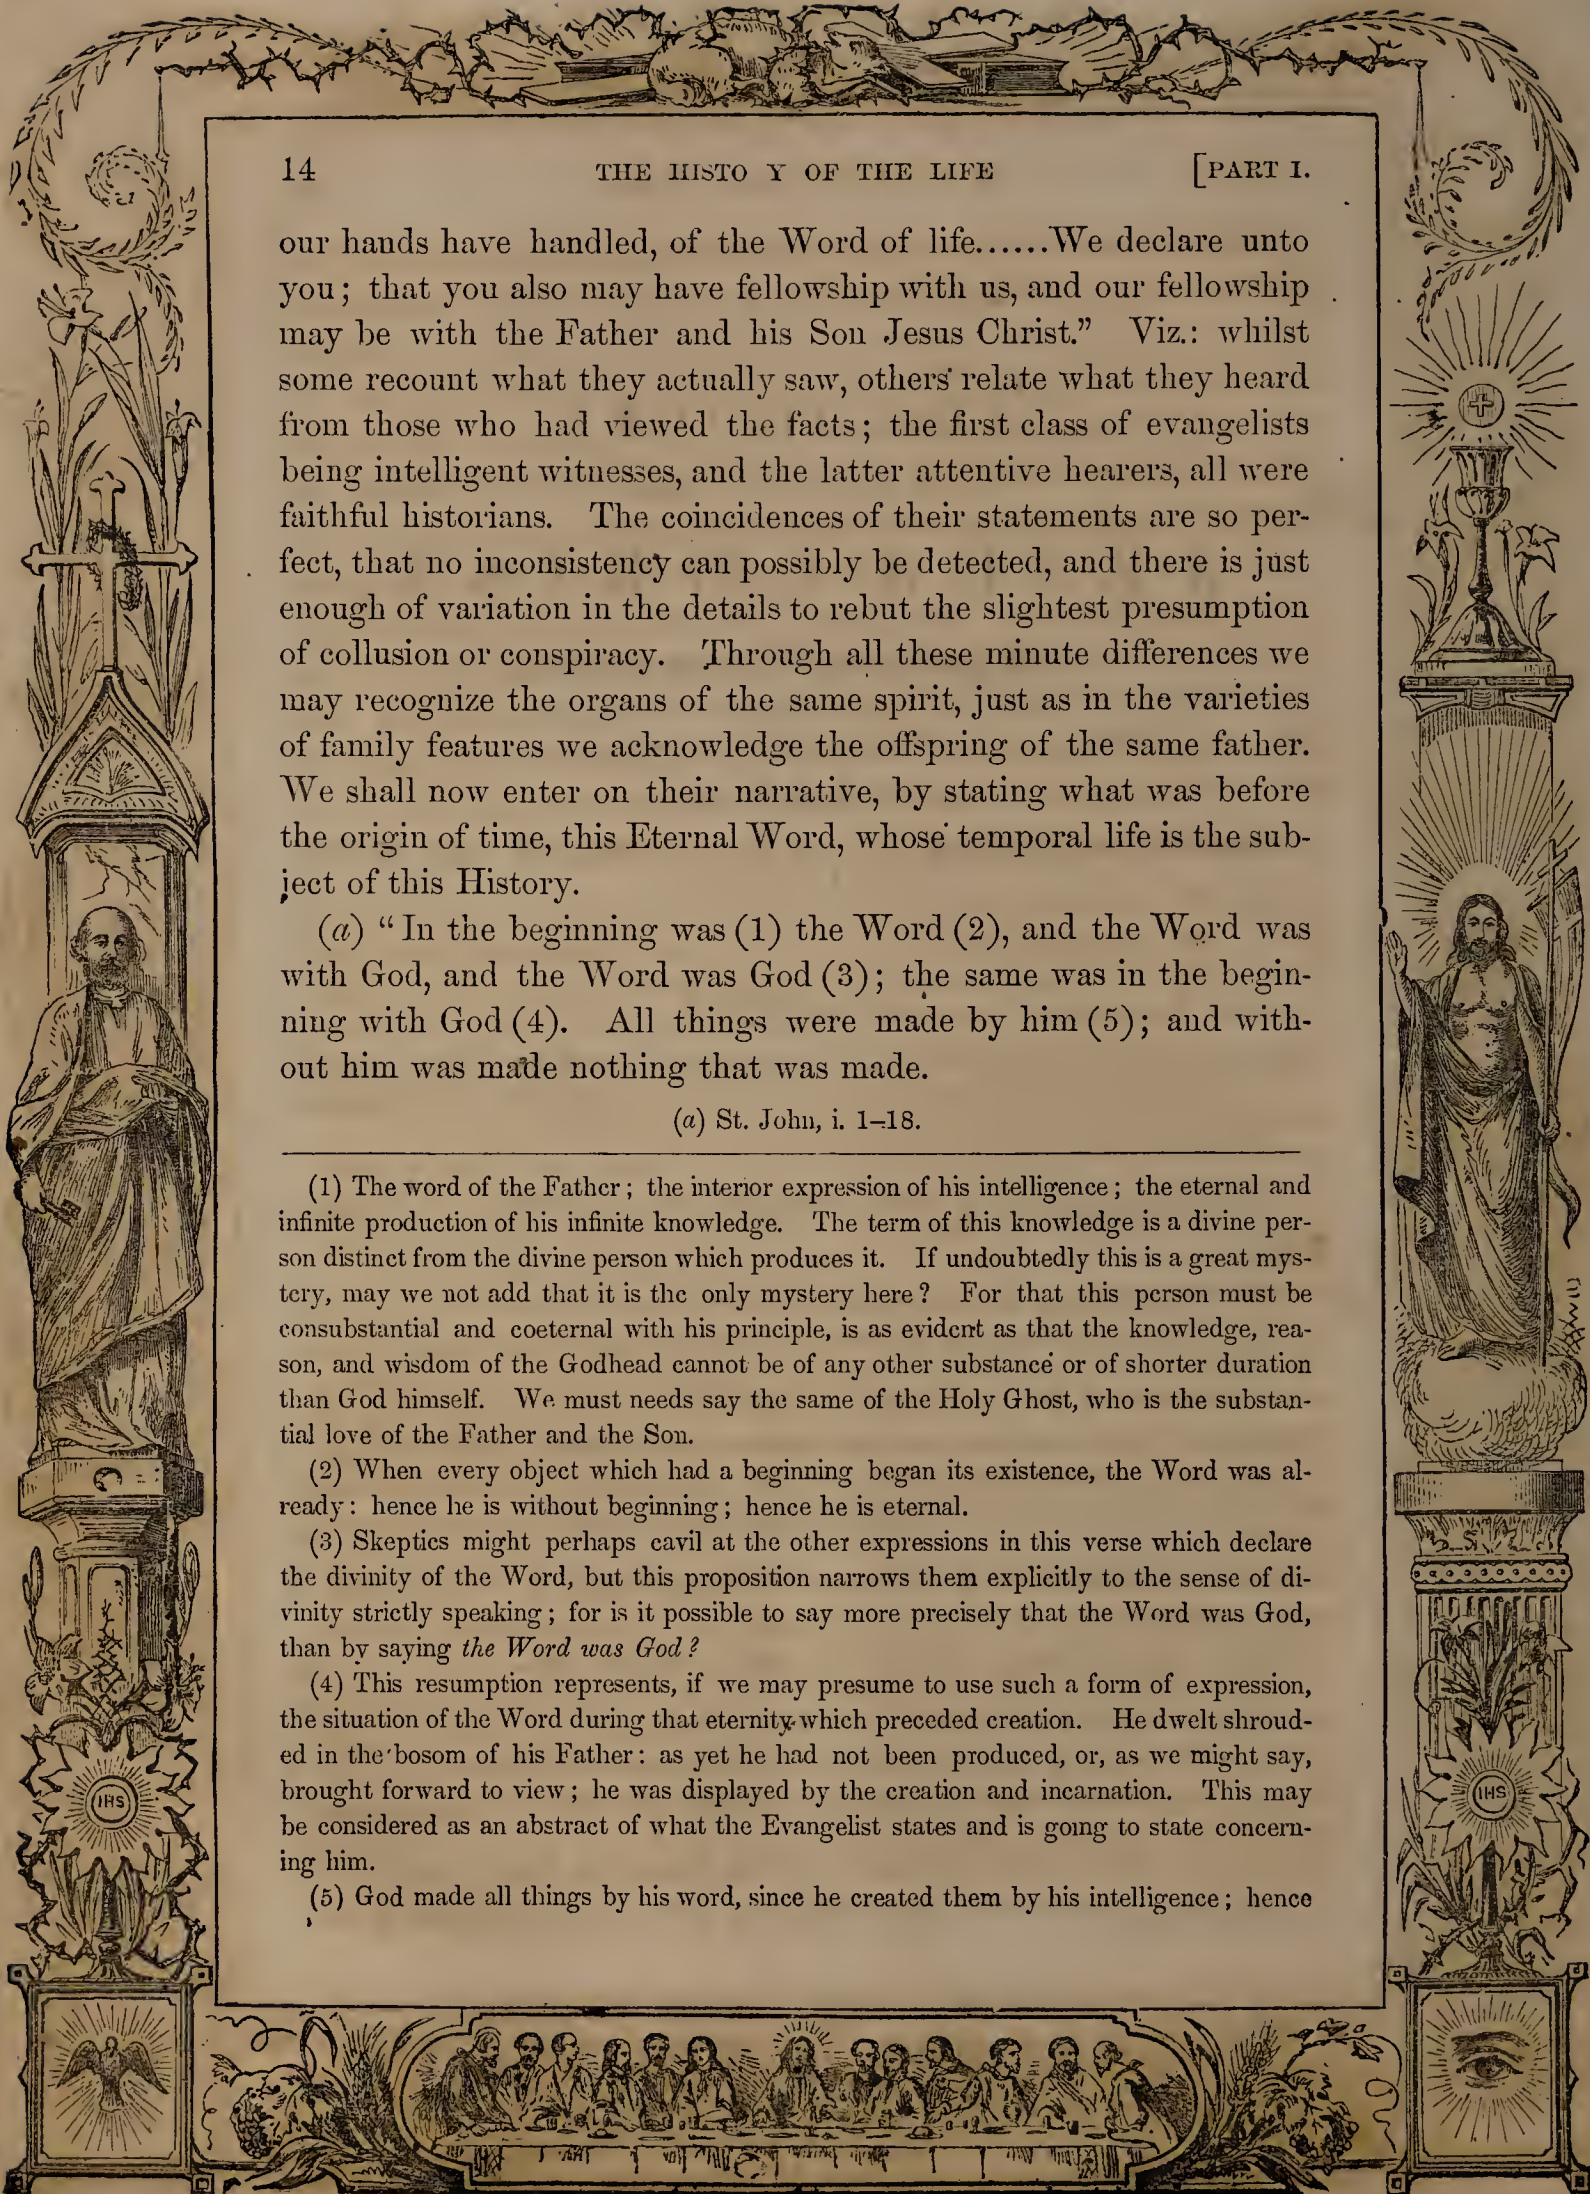 14 THE HISTO Y OF THE LIFE [PART I.
our hands have handled, of the Word of life......We declare unto
you; that you also may have fellowship with us, and our fellowship
may be with the Father and his Son Jesus Christ.” Viz.: whilst
some recount what they actually saw, others relate what they heard
from those who had viewed the facts; the first class of evangelists
being intelligent witnesses, and the latter attentive hearers, all were
faithful historians. The coincidences of their statements are so per-
fect, that no inconsistency can possibly be detected, and there is just
enough of variation in the details to rebut the slightest presumption
of collusion or conspiracy. Through all these minute differences we
may recognize the organs of the same spirit, just as in the varieties
of family features we acknowledge the offspring of the same father.
We shall now enter on their narrative, by stating what was before
the origin of time, this Eternal Word, whose temporal life is the sub-
ject of this History.
(a) “In the beginning was (1) the Word (2), and the Word was
with God, and the Word was God (3); the same was in the begin-
ning with God (4). All things were made by him (5); and with-
out him was made nothing that was made.
(a) St. John, i. 1-18.
(1) The word of the Father; the interior expression of his intelligence; the eternal and
infinite production of his infinite knowledge. The term of this knowledge is a divine per-
son distinct from the divine person which produces it. If undoubtedly this is a great mys-
tery, may we not add that it is the only mystery here? For that this person must be
consubstantial and coeternal with his principle, is as evident as that the knowledge, rea-
son, and wisdom of the Godhead cannot be of any other substance or of shorter duration
than God himself. We must needs say the same of the Holy Ghost, who is the substan-
tial love of the Father and the Son.
(2) When every object which had a beginning began its existence, the Word was al-
ready: hence he is without beginning; hence he is eternal.
(3) Skeptics might perhaps cavil at the other expressions in this verse which declare
the divinity of the Word, but this proposition narrows them explicitly to the sense of di-
vinity strictly speaking; for is it possible to say more precisely that the Word was God,
than by saying the Word was God?
(4) This resumption represents, if we may presume to use such a form of expression,
the situation of the Word during that eternity which preceded creation. He dwelt shroud-
ed in the bosom of his Father: as yet he had not been produced, or, as we might say,
brought forward to view; he was displayed by the creation and incarnation. This may
be considered as an abstract of what the Evangelist states and is going to state concern-
ing him.
(5) God made all things by his word, since he created them by his intelligence; hence
IHS
IHS